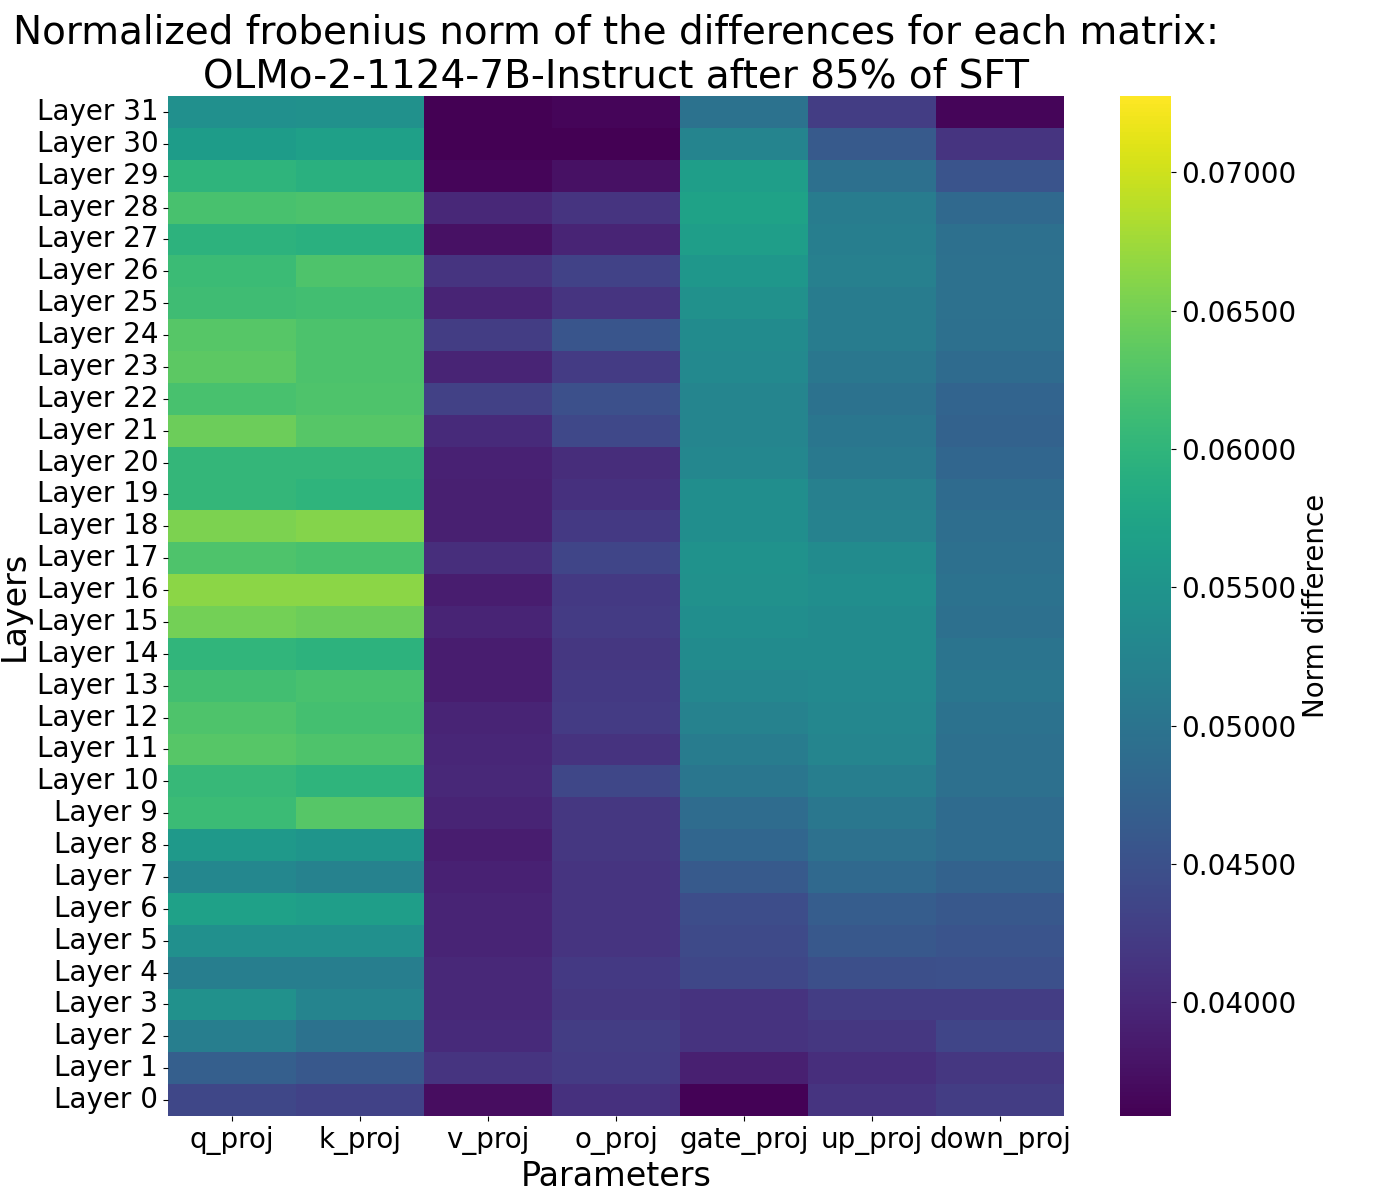 Normalized frobenius norm of the differences for each matrix:
OLMo-2-1124-7B-Instruct after 85% of SFT
Layer 31
Layer 30
Layer 29
Layer 28
Layer 27
Layer 26
Layer 25
Layer 24
Layer 23
Layer 22
Layer 21
Layer 20
Layer 19
Layer 18
Layer 17
Layer 16
Layer 15
Layer 14
Layer 13
Layer 12
Layer 11
Layer 10
Layer 9
Layer 8
Layer 7
Layer 6
Layer 5
Layer 4
Layer 3
Layer 2
Layer 1
Layer 0
Layers
q_proj k_proj v_proj o_proj gate_proj up_proj down_proj
Parameters
0.07000
0.06500
0.06000
0.05500
0.05000
0.04500
0.04000
Norm difference